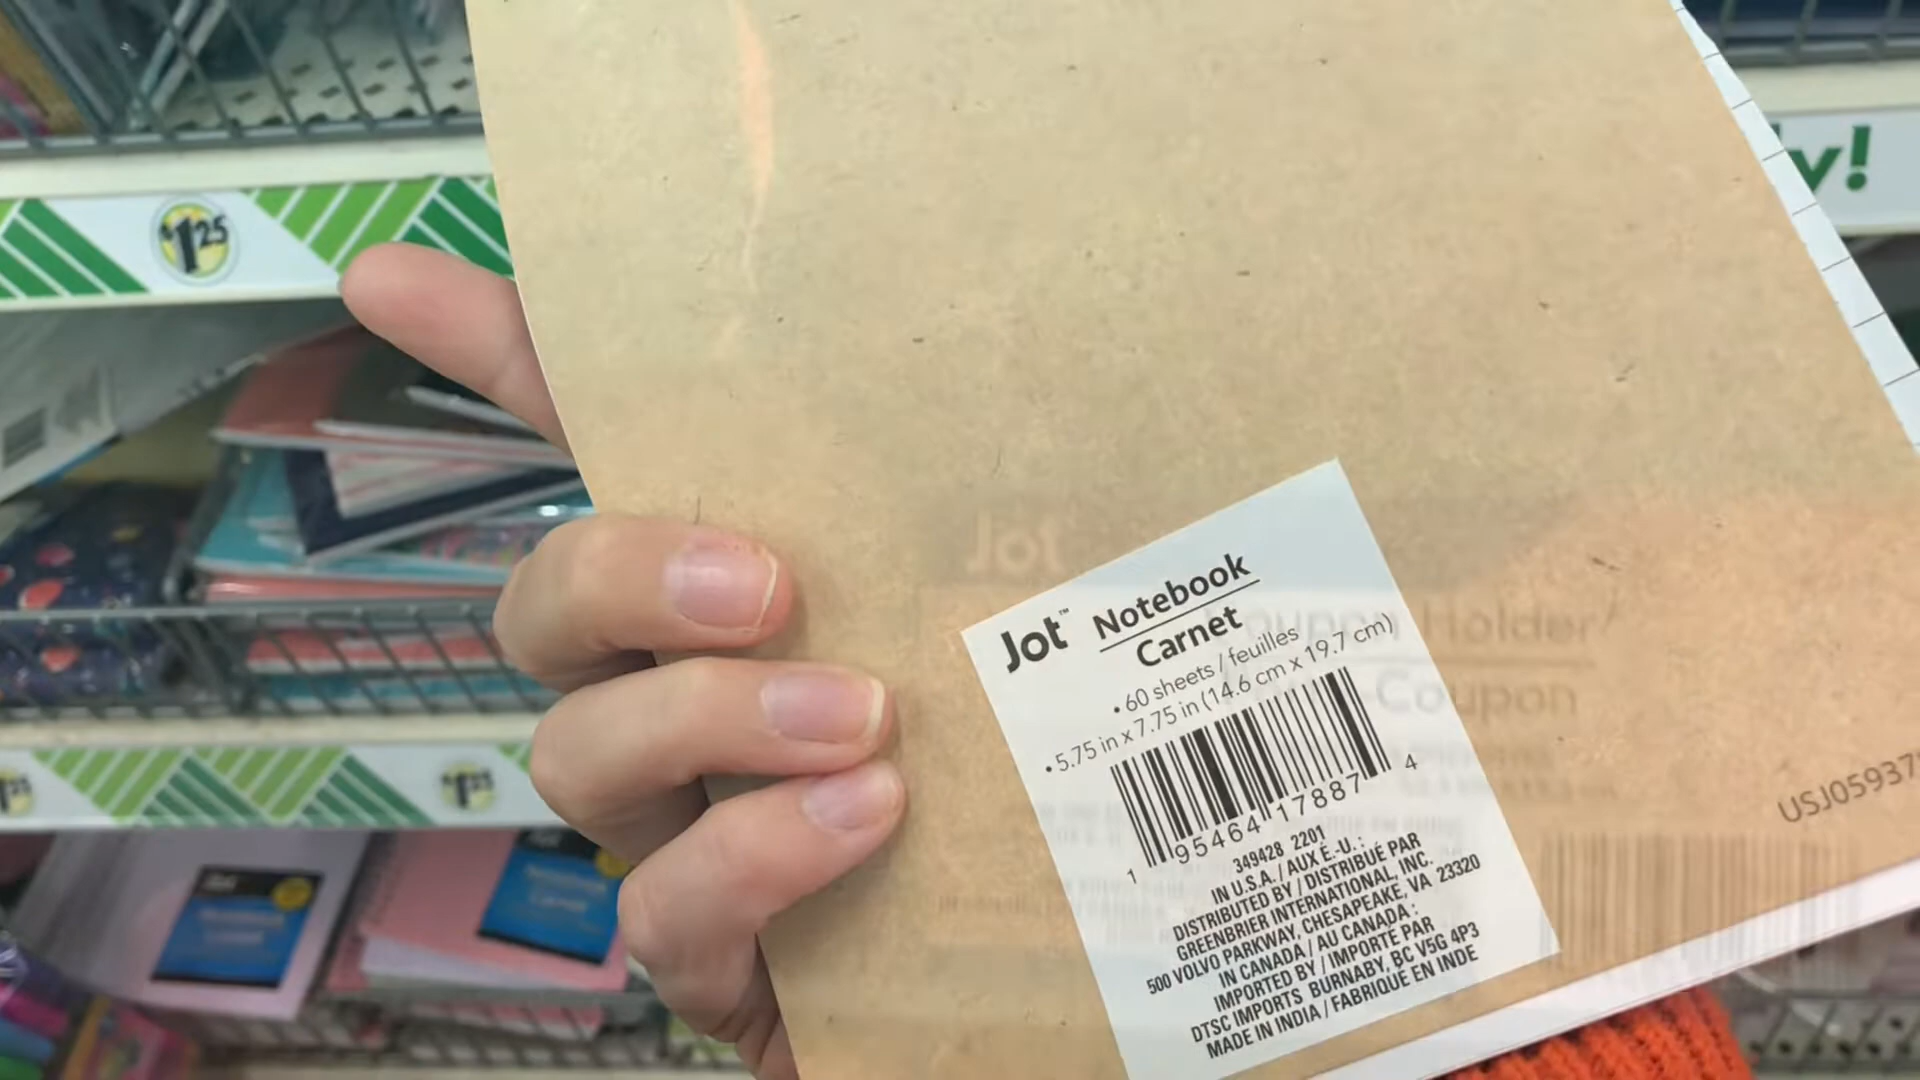 $1.25
y!
Jot™ Notebook
Carnet
• 60 sheets / feuilles
• 5.75 in x 7.75 in (14.6 cm x 19.7 cm)
1 95464 17887 4
349428 2201
IN U.S.A. / AUX É.-U. :
DISTRIBUTED BY / DISTRIBUÉ PAR
GREENBRIER INTERNATIONAL, INC.
500 VOLVO PARKWAY, CHESAPEAKE, VA 23320
IN CANADA / AU CANADA :
IMPORTED BY / IMPORTÉ PAR
DTSC IMPORTS BURNABY, BC V5G 4P3
MADE IN INDIA / FABRIQUÉ EN INDE
Jot
Coupon Holder/
-Coupon
USJ05937
$1.25